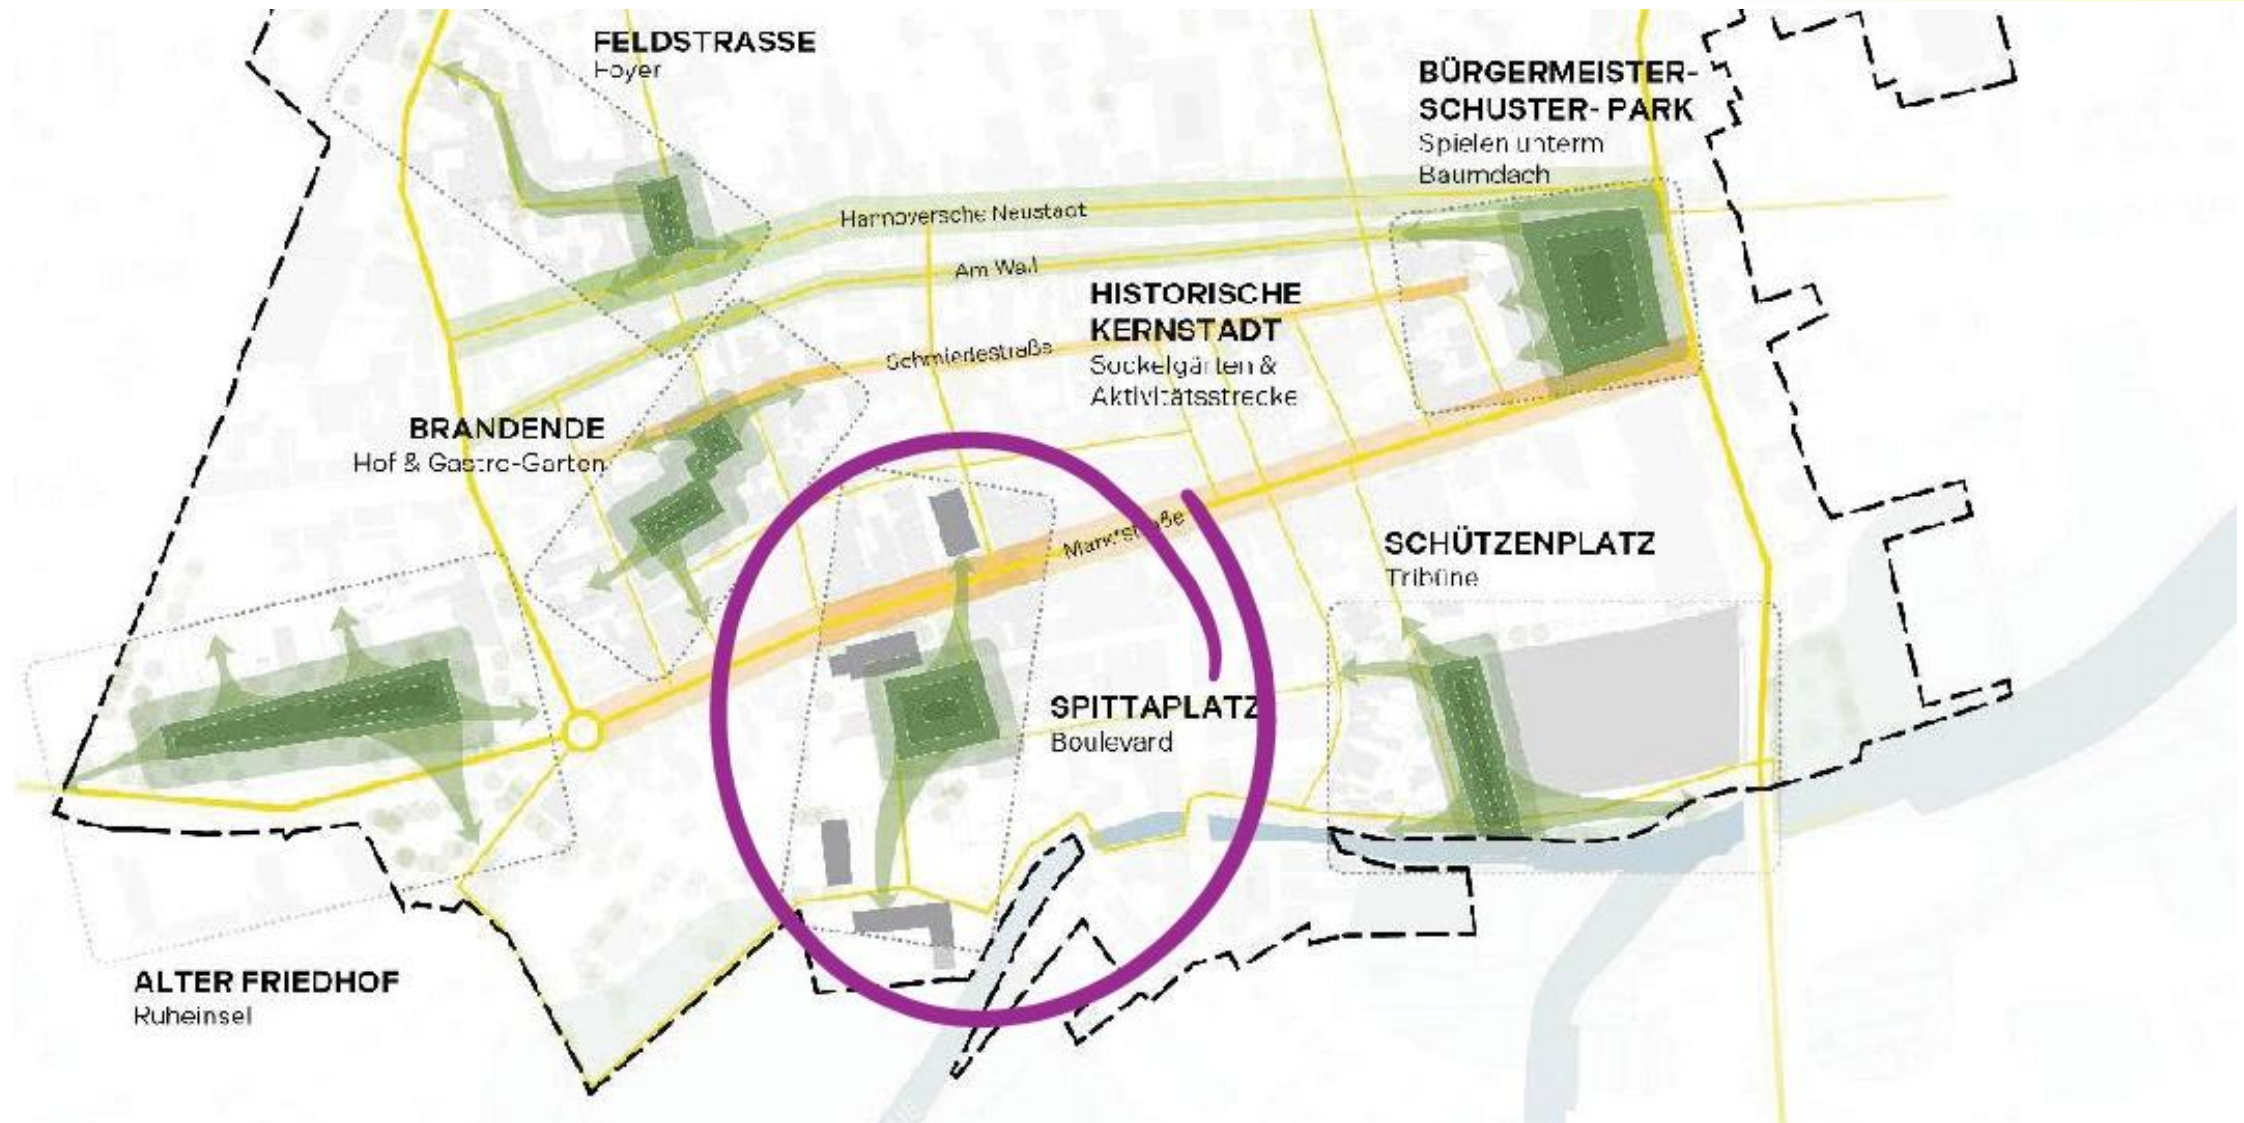 FELDSTRASSE
Foyer
BÜRGERMEISTER-
SCHUSTER- PARK
Spielen unterm
Baumdach
Hannoversche Neustadt
Am Wall
HISTORISCHE
KERNSTADT
Sockelgärten &
Aktivitätsstrecke
Schmiedestraße
BRANDENDE
Hof & Gastro-Garten
Marktstraße
SCHÜTZENPLATZ
Tribüne
SPITTAPLATZ
Boulevard
ALTER FRIEDHOF
Ruheinsel